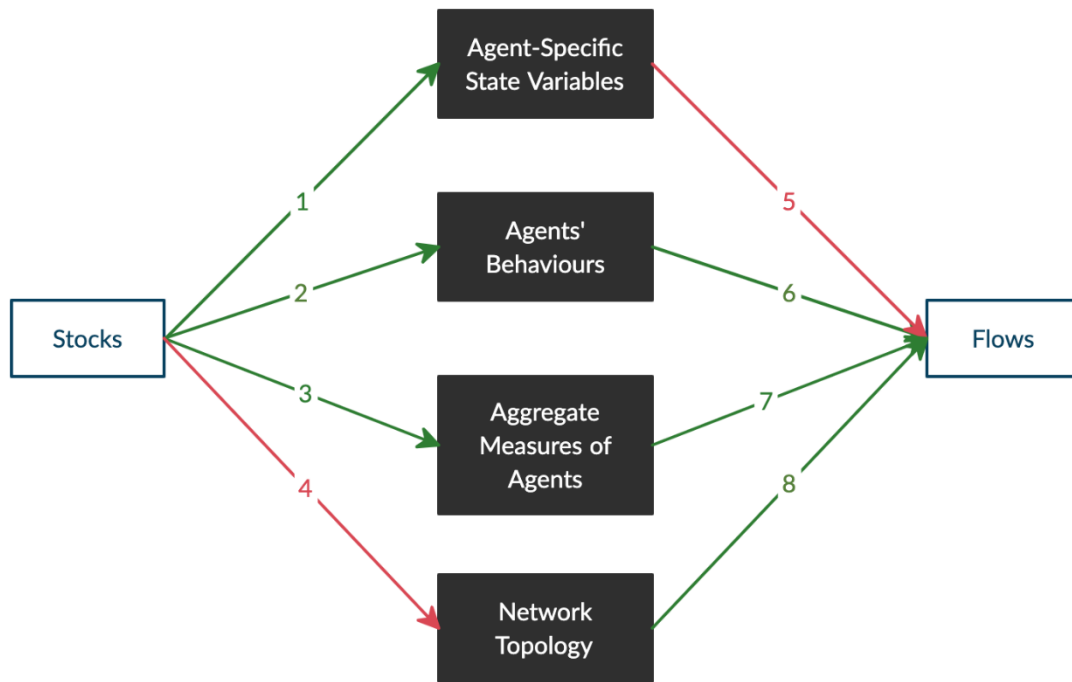 Agent-Specific
State Variables
1
5
Agents'
Behaviours
2
6
Stocks
Flows
3
7
Aggregate
Measures of
Agents
4
8
Network
Topology